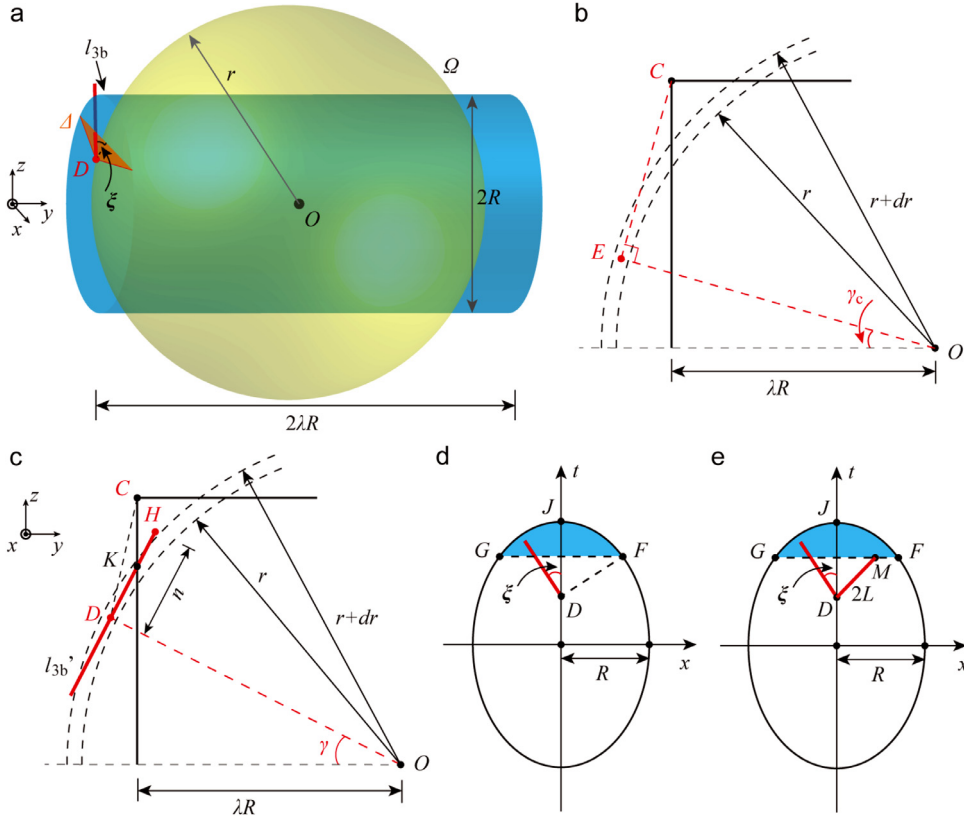 a
l3b
r
Ω
Δ
D
ξ
O
2R
z
y
x
2λR
b
C
r+dr
r
E
γc
O
λR
c
z
x
y
C
H
K
n
r
D
r+dr
l3b’
γ
O
λR
d
t
J
G
F
ξ
D
R
x
e
t
J
G
F
M
ξ
D
2L
R
x